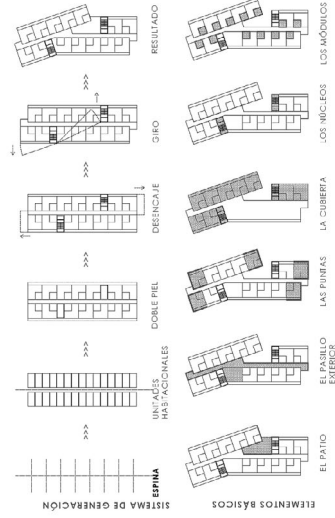 SISTEMA DE GENERACIÓN
ESPINA
UNITADES
HABITACIONALES
DOBLE PIEL
DESENCAJE
GIRO
RESULTADO
ELEMENTOS BÁSICOS
EL PATIO
EL PASILLO
EXTERIOR
LAS PUNTAS
LA CUBIERTA
LOS NÚCLEOS
LOS MÓDULOS